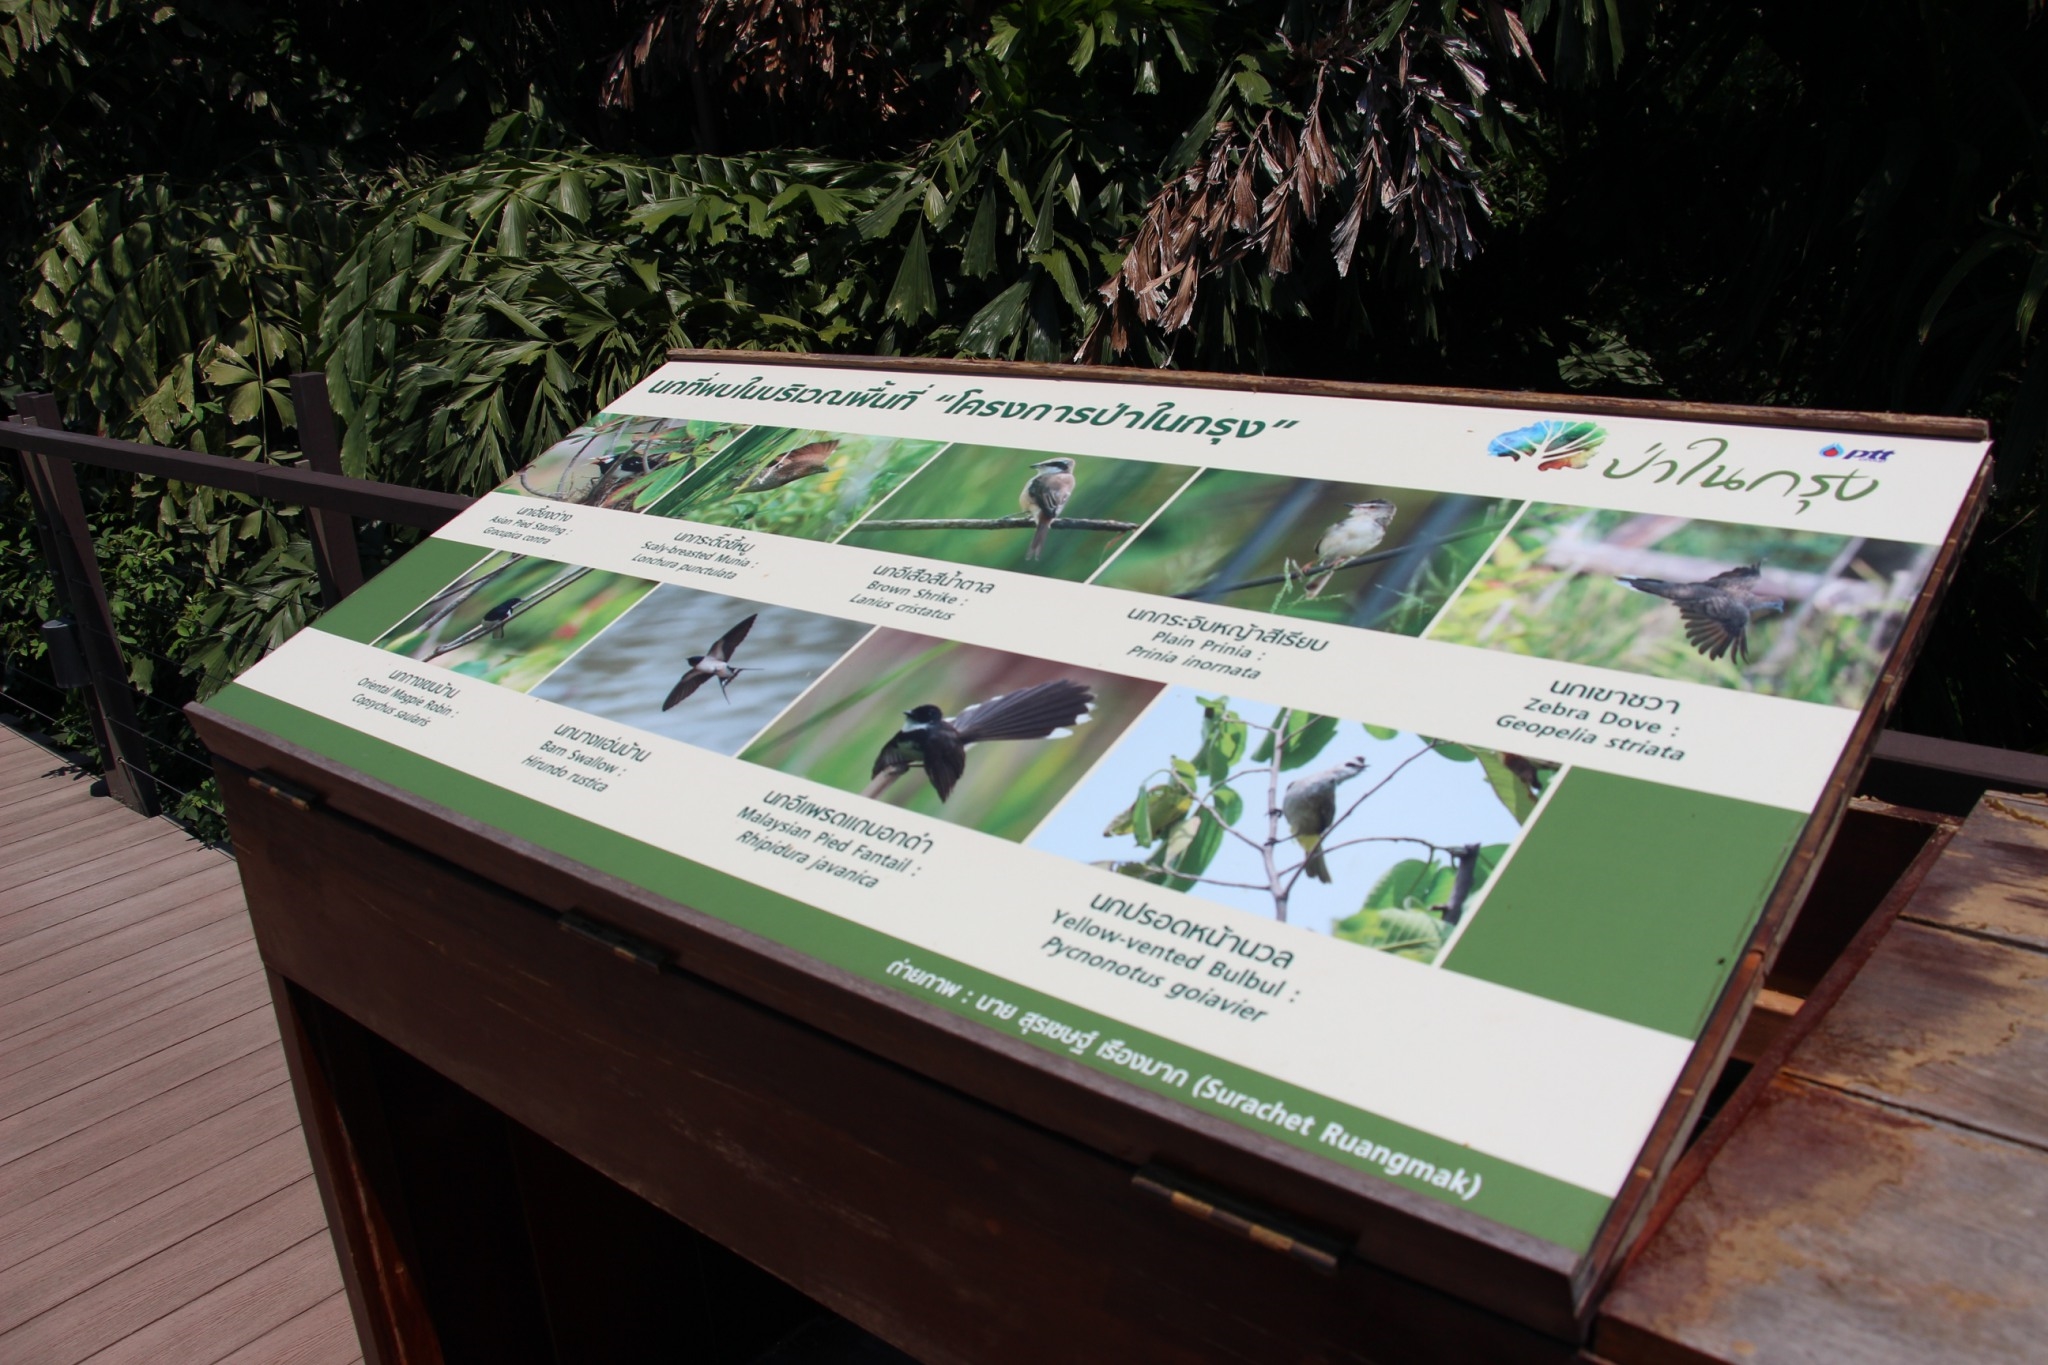 นกที่พบในบริเวณพื้นที่ “โครงการป่าในกรุง”
ป่าในกรุง
ptt
นกเอี้ยงด่าง
Asian Pied Starling :
Gracupica contra
นกกระติ๊ดขี้หมู
Scaly-breasted Munia :
Lonchura punctulata
นกอีเสือสีน้ำตาล
Brown Shrike :
Lanius cristatus
นกกระจิบหญ้าสีเรียบ
Plain Prinia :
Prinia inornata
นกเขาชวา
Zebra Dove :
Geopelia striata
นกกางเขนบ้าน
Oriental Magpie Robin :
Copsychus saularis
นกนางแอ่นบ้าน
Barn Swallow :
Hirundo rustica
นกอีแพรดแถบอกดำ
Malaysian Pied Fantail :
Rhipidura javanica
นกปรอดหน้านวล
Yellow-vented Bulbul :
Pycnonotus goiavier
ถ่ายภาพ : นาย สุรเชษฐ์ เรืองมาก (Surachet Ruangmak)